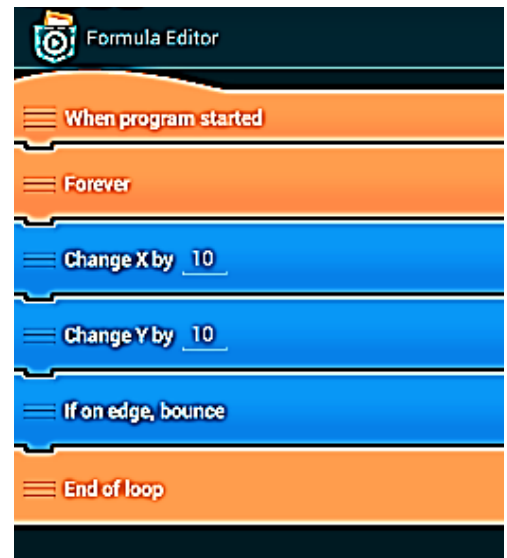 Formula Editor
When program started
Forever
Change X by 10
Change Y by 10
If on edge, bounce
End of loop